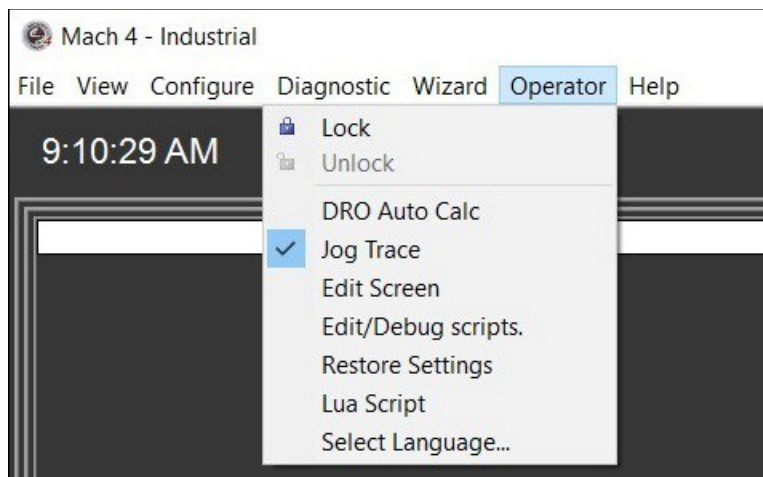 Mach 4 - Industrial
File View Configure Diagnostic Wizard Operator Help
9:10:29 AM
Lock
Unlock
DRO Auto Calc
Jog Trace
Edit Screen
Edit/Debug scripts.
Restore Settings
Lua Script
Select Language...